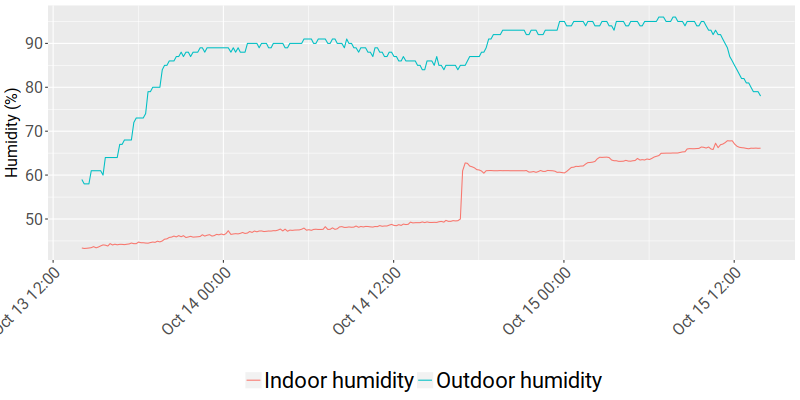 Humidity (%)
90
80
70
60
50
Oct 13 12:00
Oct 14 00:00
Oct 14 12:00
Oct 15 00:00
Oct 15 12:00
Indoor humidity
Outdoor humidity